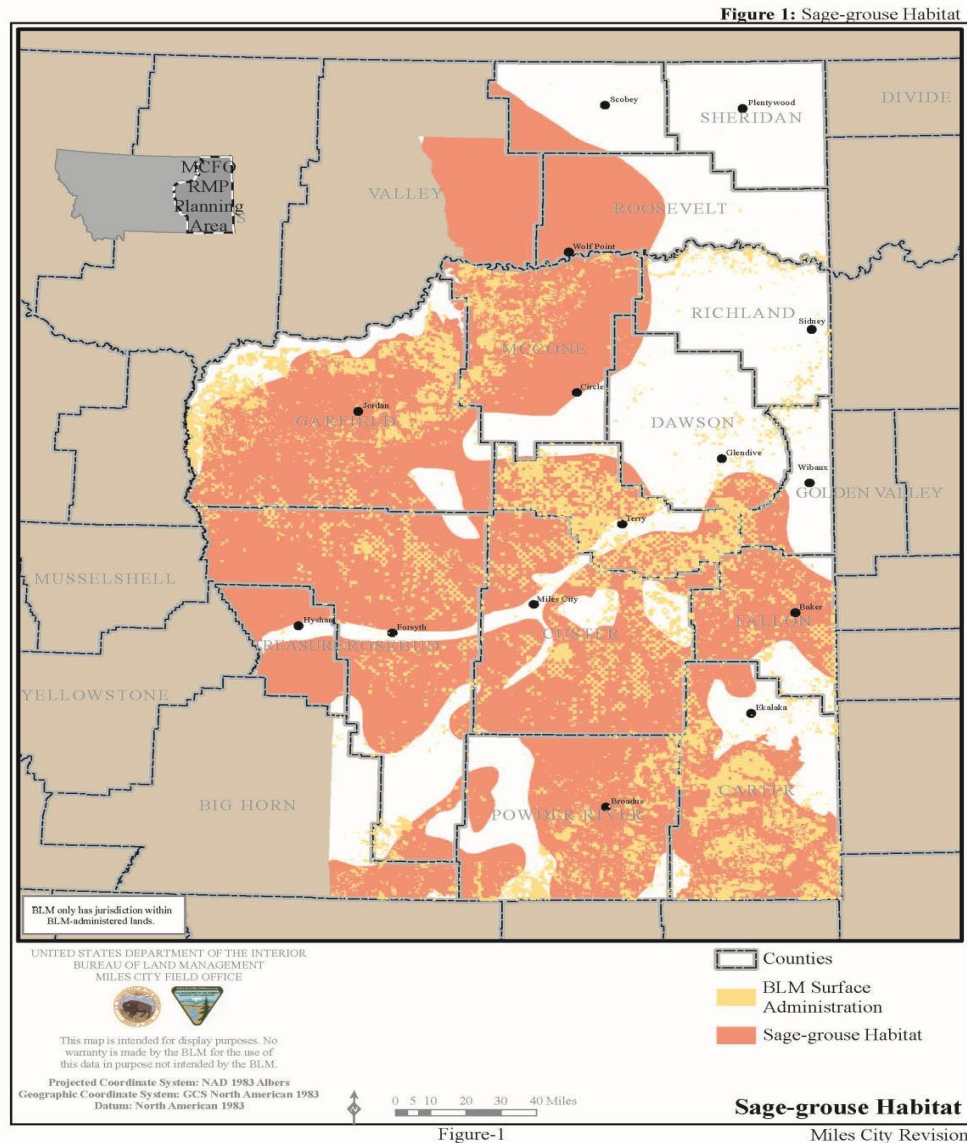 Figure 1: Sage-grouse Habitat
Scobey
Plentywood
SHERIDAN
DIVIDE
MCFO
RMP
Planning
Area
VALLEY
ROOSEVELT
Wolf Point
RICHLAND
Sidney
MCCONE
Circle
Jordan
GARFIELD
DAWSON
Glendive
Wibaux
GOLDEN VALLEY
Terry
MUSSELSHELL
Miles City
Hysham
Forsyth
CUSTER
Baker
FALLON
TREASURE
ROSEBUD
YELLOWSTONE
Ekalaka
BIG HORN
CARTER
Broadus
POWDER RIVER
BLM only has jurisdiction within
BLM-administered lands.
UNITED STATES DEPARTMENT OF THE INTERIOR
BUREAU OF LAND MANAGEMENT
MILES CITY FIELD OFFICE
This map is intended for display purposes. No
warranty is made by the BLM for the use of
this data in purpose not intended by the BLM.
Projected Coordinate System: NAD 1983 Albers
Geographic Coordinate System: GCS North American 1983
Datum: North American 1983
N
0 5 10 20 30 40 Miles
Counties
BLM Surface
Administration
Sage-grouse Habitat
Sage-grouse Habitat
Figure-1
Miles City Revision